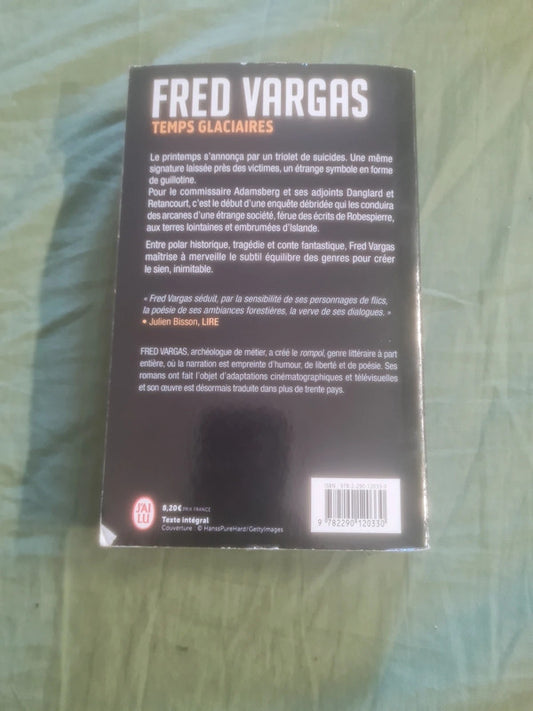 FRED VARGAS
TEMPS GLACIAIRES
Le printemps s'annonça par un triolet de suicides. Une même
signature laissée près des victimes, un étrange symbole en forme
de guillotine.
Pour le commissaire Adamsberg et ses adjoints Danglard et
Retancourt, c'est le début d'une enquête débridée qui les conduira
des arcanes d'une étrange société, férue des écrits de Robespierre,
aux terres lointaines et embrumées d'Islande.
Entre polar historique, tragédie et conte fantastique, Fred Vargas
maîtrise à merveille le subtil équilibre des genres pour créer
le sien, inimitable.
« Fred Vargas séduit, par la sensibilité de ses personnages de flics,
la poésie de ses ambiances forestières, la verve de ses dialogues. »
• Julien Bisson, LIRE
FRED VARGAS, archéologue de métier, a créé le rompol, genre littéraire à part
entière, où la narration est empreinte d'humour, de liberté et de poésie. Ses
romans ont fait l'objet d'adaptations cinématographiques et télévisuelles
et son œuvre est désormais traduite dans plus de trente pays.
J'AI
LU
8,20€ PRIX FRANCE
Texte intégral
Couverture : © HanssPureHard / GettyImages
ISBN : 978-2-290-12033-0
9 782290 120330